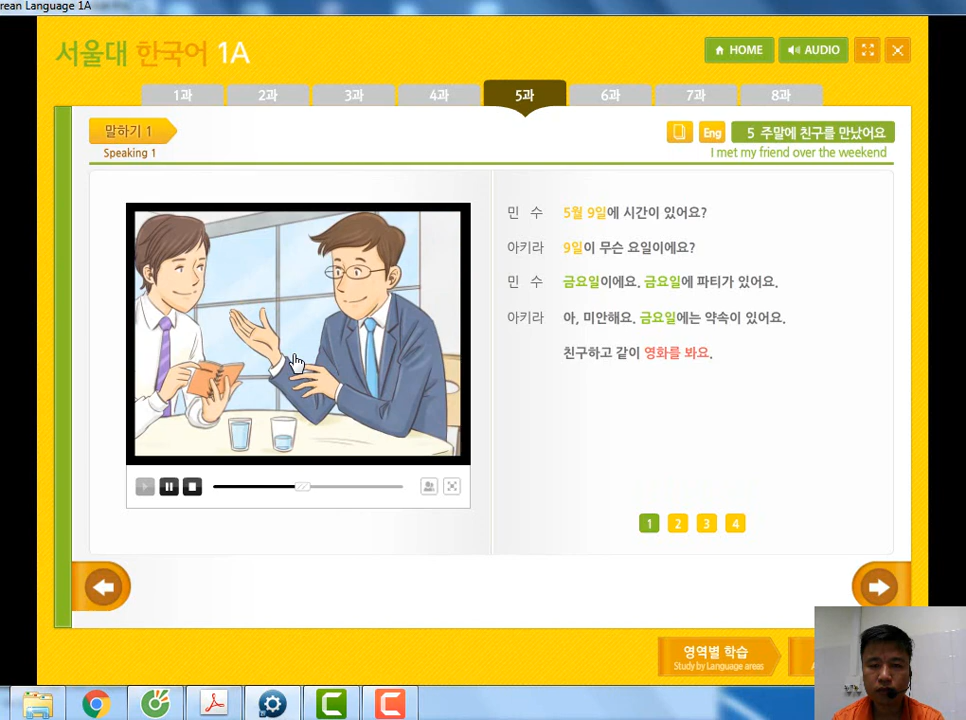 rean Language 1A
서울대 한국어 1A
HOME
AUDIO
1과
2과
3과
4과
5과
6과
7과
8과
말하기 1
Speaking 1
Eng
5 주말에 친구를 만났어요
I met my friend over the weekend
민 수 5월 9일에 시간이 있어요?
아키라 9일이 무슨 요일이에요?
민 수 금요일이에요. 금요일에 파티가 있어요.
아키라 아, 미안해요. 금요일에는 약속이 있어요.
친구하고 같이 영화를 봐요.
1 2 3 4
영역별 학습
Study by Language areas